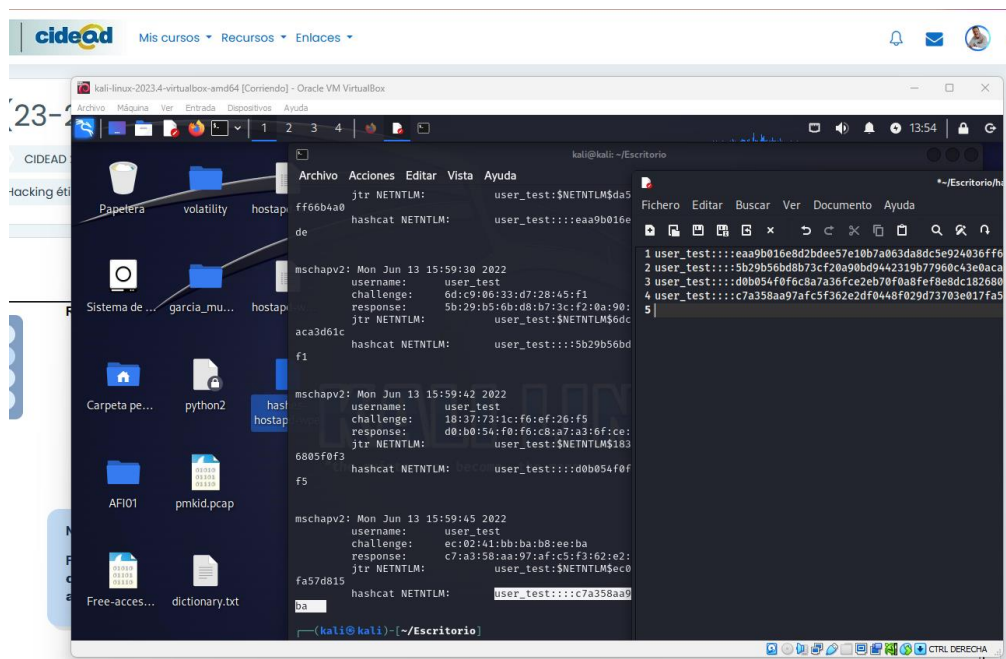 cide@d
Mis cursos Recursos Enlaces
kali-linux-2023.4-virtualbox-amd64 [Corriendo] - Oracle VM VirtualBox
Archivo Máquina Ver Entrada Dispositivos Ayuda
1 2 3 4
13:54
CIDEAD
Hacking éti
Papelera
volatility
hostap
Sistema de ...
garcia_mu...
hostap
Carpeta pe...
python2
hash
hostap
AFI01
pmkid.pcap
Free-acces...
dictionary.txt
kali@kali: ~/Escritorio
Archivo Acciones Editar Vista Ayuda
jtr NETNTLM: user_test:$NETNTLM$da5
ff66b4a0
hashcat NETNTLM: user_test::::eaa9b016e
de
mschapv2: Mon Jun 13 15:59:30 2022
username: user_test
challenge: 6d:c9:06:33:d7:28:45:f1
response: 5b:29:b5:6b:d8:b7:3c:f2:0a:90:
jtr NETNTLM: user_test:$NETNTLM$6dc
aca3d61c
hashcat NETNTLM: user_test::::5b29b56bd
f1
mschapv2: Mon Jun 13 15:59:42 2022
username: user_test
challenge: 18:37:73:1c:f6:ef:26:f5
response: d0:b0:54:f0:f6:c8:a7:a3:6f:ce:
jtr NETNTLM: user_test:$NETNTLM$183
6805f0f3
hashcat NETNTLM: user_test::::d0b054f0f
f5
mschapv2: Mon Jun 13 15:59:45 2022
username: user_test
challenge: ec:02:41:bb:ba:b8:ee:ba
response: c7:a3:58:aa:97:af:c5:f3:62:e2:
jtr NETNTLM: user_test:$NETNTLM$ec0
fa57d815
hashcat NETNTLM: user_test::::c7a358aa9
ba
(kali㉿kali)-[~/Escritorio]
*~/Escritorio/ha
Fichero Editar Buscar Ver Documento Ayuda
1 user_test::::eaa9b016e8d2bdee57e10b7a063da8dc5e924036ff6
2 user_test::::5b29b56bd8b73cf20a90bd9442319b77960c43e0aca
3 user_test::::d0b054f0f6c8a7a36fce2eb70f0a8fef8e8dc182680
4 user_test::::c7a358aa97afc5f362e2df0448f029d73703e017fa5
5
CTRL DERECHA